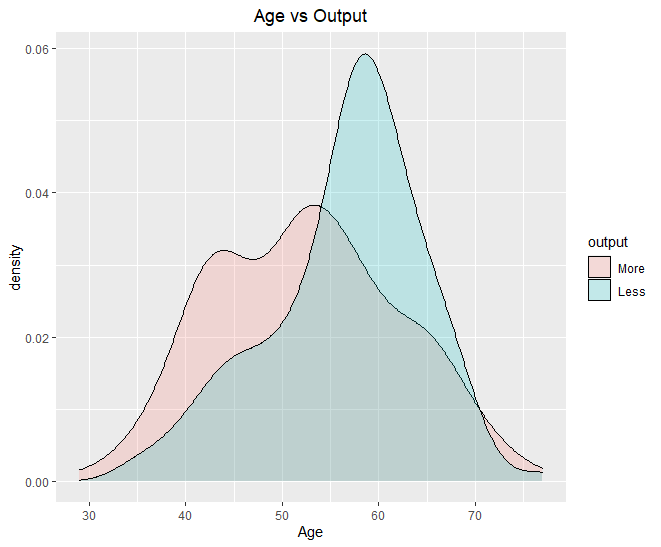 Age vs Output
0.06
0.04
0.02
0.00
density
30 40 50 60 70
Age
output
More
Less